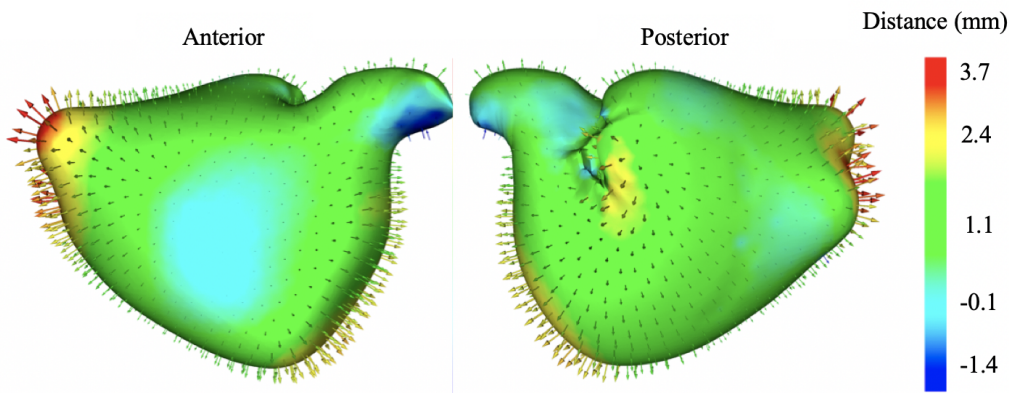 Distance (mm)
Anterior
Posterior
3.7
2.4
1.1
-0.1
-1.4